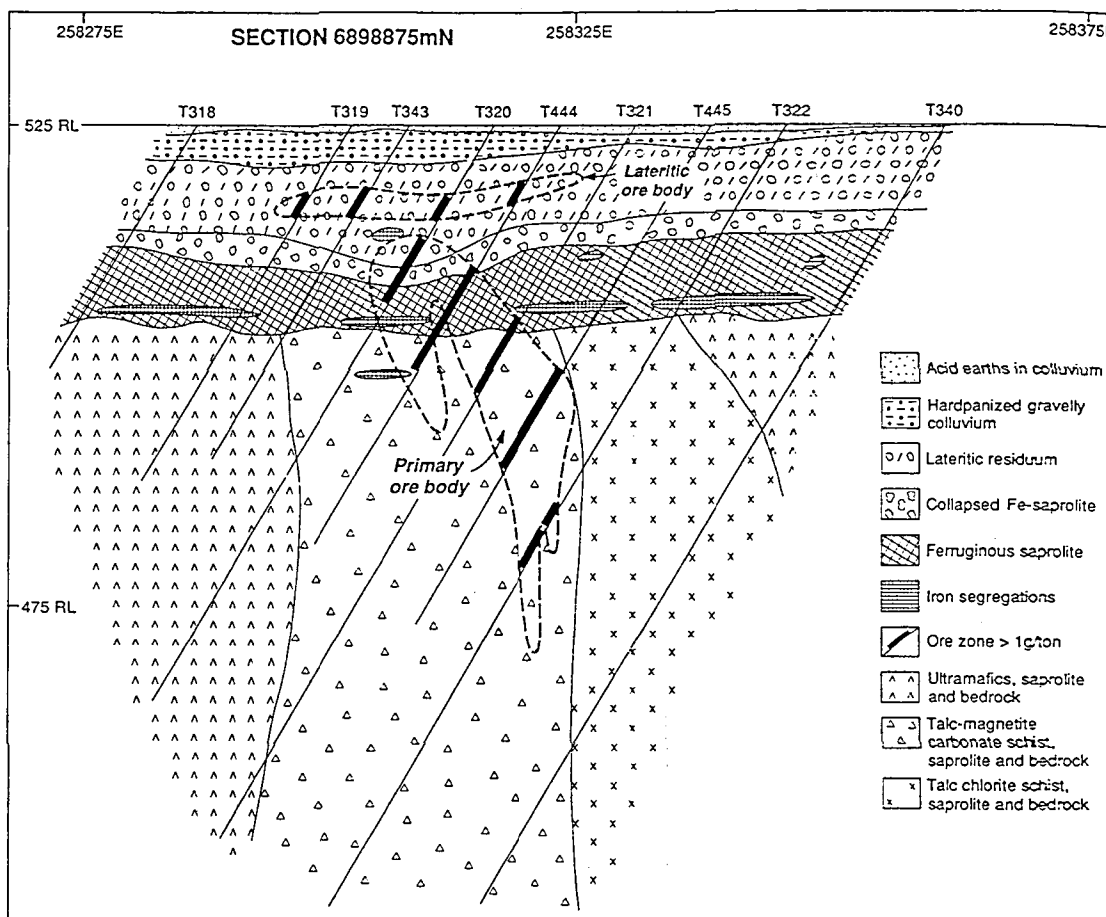 258275E
SECTION 6898875mN
258325E
258375E
T318
T319
T343
T320
T444
T321
T445
T322
T340
525 RL
Lateritic
ore body
Primary
ore body
475 RL
Acid earths in colluvium
Hardpanized gravelly
colluvium
Lateritic residuum
Collapsed Fe-saprolite
Ferruginous saprolite
Iron segregations
Ore zone > 1g/ton
Ultramafics, saprolite
and bedrock
Talc-magnetite
carbonate schist,
saprolite and bedrock
Talc chlorite schist,
saprolite and bedrock